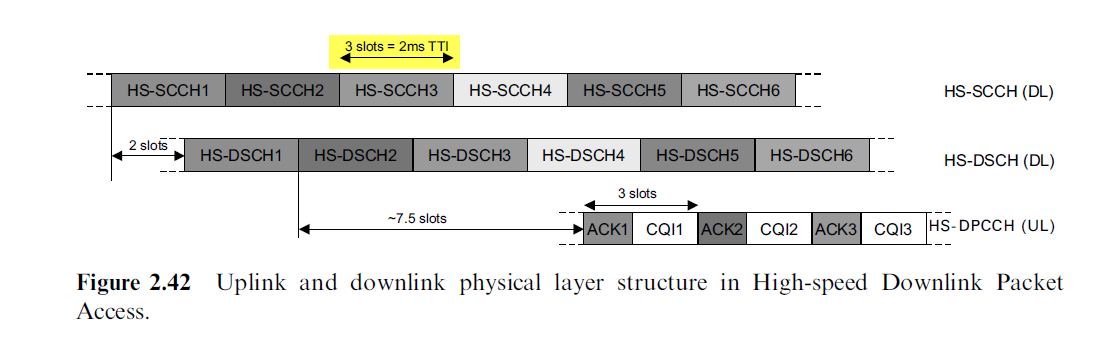 3 slots = 2ms TTI
HS-SCCH1 HS-SCCH2 HS-SCCH3 HS-SCCH4 HS-SCCH5 HS-SCCH6 HS-SCCH (DL)
2 slots
HS-DSCH1 HS-DSCH2 HS-DSCH3 HS-DSCH4 HS-DSCH5 HS-DSCH6 HS-DSCH (DL)
3 slots
~7.5 slots
ACK1 CQI1 ACK2 CQI2 ACK3 CQI3 HS-DPCCH (UL)
Figure 2.42 Uplink and downlink physical layer structure in High-speed Downlink Packet
Access.